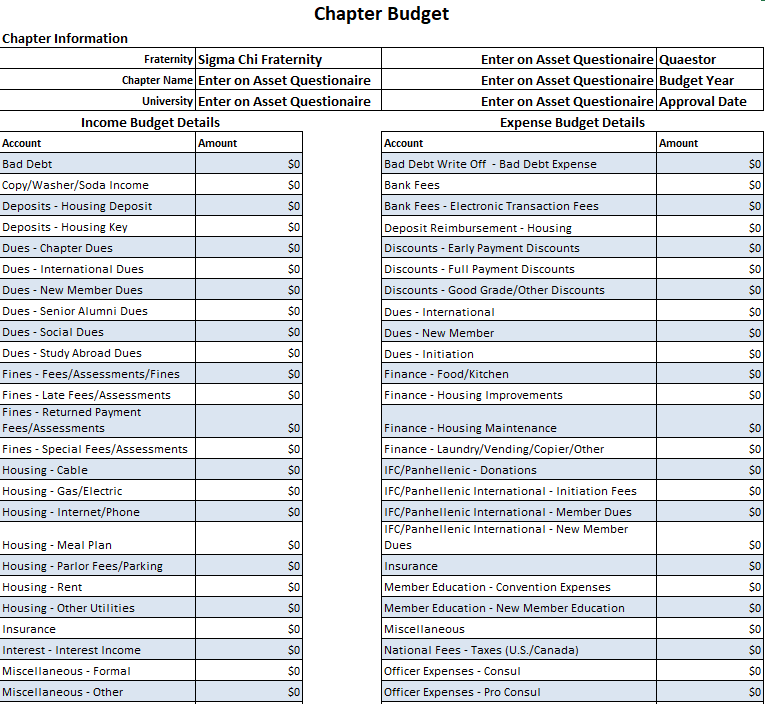 Chapter Budget
Chapter Information
Fraternity Sigma Chi Fraternity Enter on Asset Questionaire Quaestor
Chapter Name Enter on Asset Questionaire Enter on Asset Questionaire Budget Year
University Enter on Asset Questionaire Enter on Asset Questionaire Approval Date
Income Budget Details Expense Budget Details
Account Amount Account Amount
Bad Debt $0 Bad Debt Write Off - Bad Debt Expense $0
Copy/Washer/Soda Income $0 Bank Fees $0
Deposits - Housing Deposit $0 Bank Fees - Electronic Transaction Fees $0
Deposits - Housing Key $0 Deposit Reimbursement - Housing $0
Dues - Chapter Dues $0 Discounts - Early Payment Discounts $0
Dues - International Dues $0 Discounts - Full Payment Discounts $0
Dues - New Member Dues $0 Discounts - Good Grade/Other Discounts $0
Dues - Senior Alumni Dues $0 Dues - International $0
Dues - Social Dues $0 Dues - New Member $0
Dues - Study Abroad Dues $0 Dues - Initiation $0
Fines - Fees/Assessments/Fines $0 Finance - Food/Kitchen $0
Fines - Late Fees/Assessments $0 Finance - Housing Improvements $0
Fines - Returned Payment
Fees/Assessments $0 Finance - Housing Maintenance $0
Fines - Special Fees/Assessments $0 Finance - Laundry/Vending/Copier/Other $0
Housing - Cable $0 IFC/Panhellenic - Donations $0
Housing - Gas/Electric $0 IFC/Panhellenic International - Initiation Fees $0
Housing - Internet/Phone $0 IFC/Panhellenic International - Member Dues $0
IFC/Panhellenic International - New Member
Housing - Meal Plan $0 Dues $0
Housing - Parlor Fees/Parking $0 Insurance $0
Housing - Rent $0 Member Education - Convention Expenses $0
Housing - Other Utilities $0 Member Education - New Member Education $0
Insurance $0 Miscellaneous $0
Interest - Interest Income $0 National Fees - Taxes (U.S./Canada) $0
Miscellaneous - Formal $0 Officer Expenses - Consul $0
Miscellaneous - Other $0 Officer Expenses - Pro Consul $0